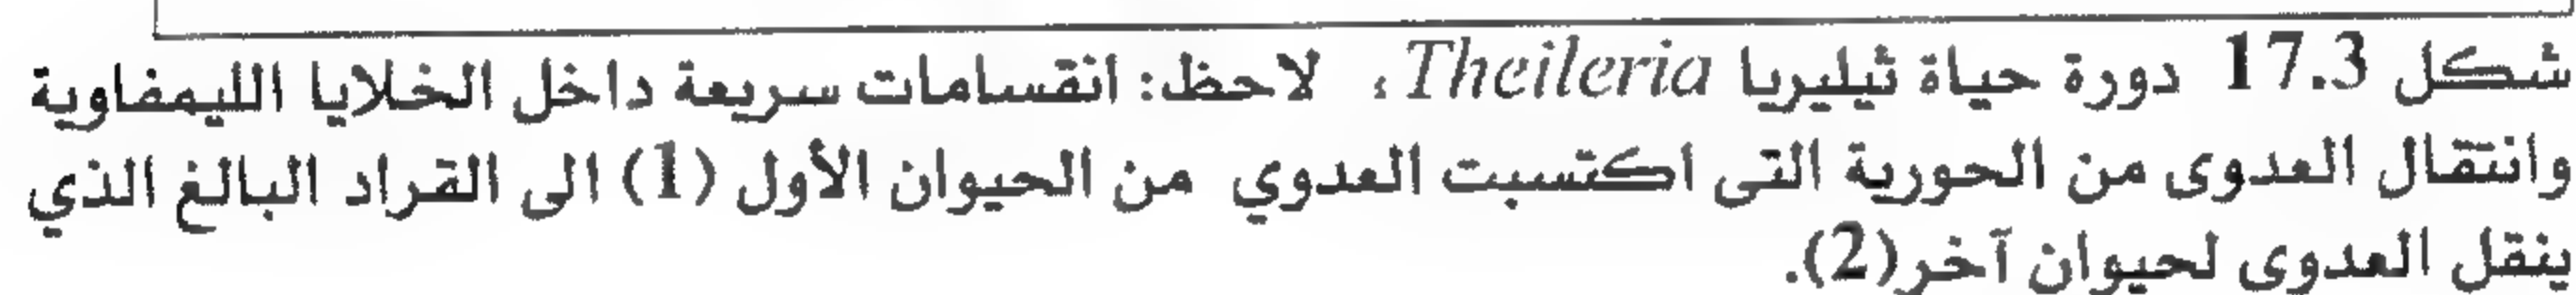 شكل 17.3 دورة حياة ثيليريا Theileria، لاحظ: انقسامات سريعة داخل الخلايا الليمفاوية
وانتقال العدوى من الحورية التى اكتسبت العدوي من الحيوان الأول (1) الى القراد البالغ الذي
ينقل العدوى لحيوان آخر(2).